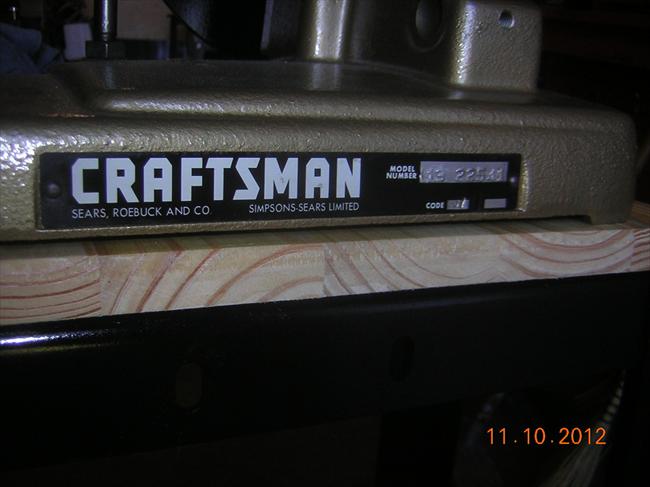 CRAFTSMAN
SEARS, ROEBUCK AND CO. SIMPSONS-SEARS LIMITED
MODEL
NUMBER
CODE
11.10.2012